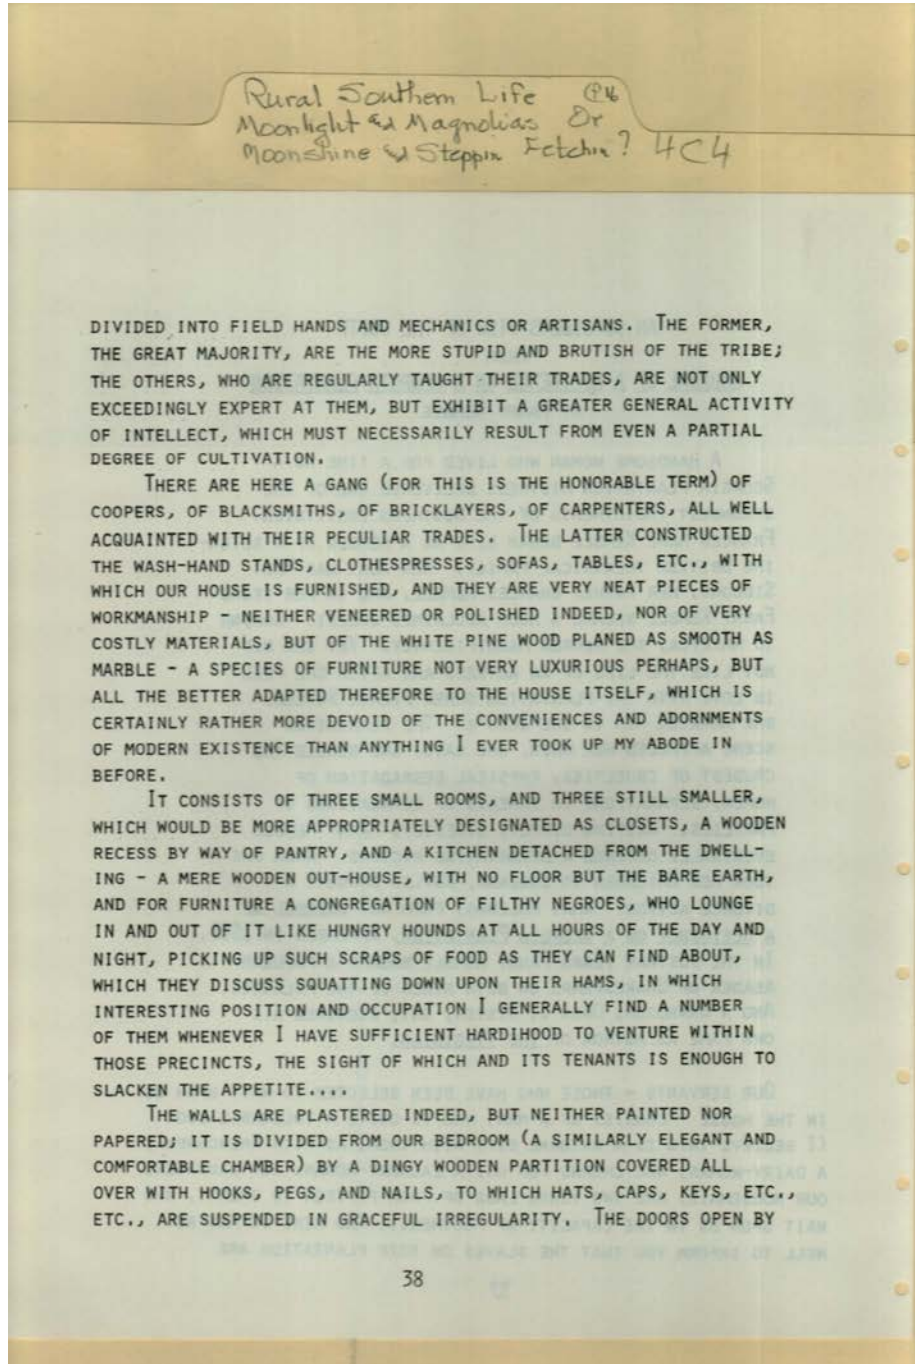 Rural Southern Life
Moonlight & Magnolias Or
Moonshine & Steppin Fetchin? 4C4
DIVIDED INTO FIELD HANDS AND MECHANICS OR ARTISANS. THE FORMER,
THE GREAT MAJORITY, ARE THE MORE STUPID AND BRUTISH OF THE TRIBE;
THE OTHERS, WHO ARE REGULARLY TAUGHT THEIR TRADES, ARE NOT ONLY
EXCEEDINGLY EXPERT AT THEM, BUT EXHIBIT A GREATER GENERAL ACTIVITY
OF INTELLECT, WHICH MUST NECESSARILY RESULT FROM EVEN A PARTIAL
DEGREE OF CULTIVATION.
THERE ARE HERE A GANG (FOR THIS IS THE HONORABLE TERM) OF
COOPERS, OF BLACKSMITHS, OF BRICKLAYERS, OF CARPENTERS, ALL WELL
ACQUAINTED WITH THEIR PECULIAR TRADES. THE LATTER CONSTRUCTED
THE WASH-HAND STANDS, CLOTHESPRESSES, SOFAS, TABLES, ETC., WITH
WHICH OUR HOUSE IS FURNISHED, AND THEY ARE VERY NEAT PIECES OF
WORKMANSHIP - NEITHER VENEERED OR POLISHED INDEED, NOR OF VERY
COSTLY MATERIALS, BUT OF THE WHITE PINE WOOD PLANED AS SMOOTH AS
MARBLE - A SPECIES OF FURNITURE NOT VERY LUXURIOUS PERHAPS, BUT
ALL THE BETTER ADAPTED THEREFORE TO THE HOUSE ITSELF, WHICH IS
CERTAINLY RATHER MORE DEVOID OF THE CONVENIENCES AND ADORNMENTS
OF MODERN EXISTENCE THAN ANYTHING I EVER TOOK UP MY ABODE IN
BEFORE.
IT CONSISTS OF THREE SMALL ROOMS, AND THREE STILL SMALLER,
WHICH WOULD BE MORE APPROPRIATELY DESIGNATED AS CLOSETS, A WOODEN
RECESS BY WAY OF PANTRY, AND A KITCHEN DETACHED FROM THE DWELL-
ING - A MERE WOODEN OUT-HOUSE, WITH NO FLOOR BUT THE BARE EARTH,
AND FOR FURNITURE A CONGREGATION OF FILTHY NEGROES, WHO LOUNGE
IN AND OUT OF IT LIKE HUNGRY HOUNDS AT ALL HOURS OF THE DAY AND
NIGHT, PICKING UP SUCH SCRAPS OF FOOD AS THEY CAN FIND ABOUT,
WHICH THEY DISCUSS SQUATTING DOWN UPON THEIR HAMS, IN WHICH
INTERESTING POSITION AND OCCUPATION I GENERALLY FIND A NUMBER
OF THEM WHENEVER I HAVE SUFFICIENT HARDIHOOD TO VENTURE WITHIN
THOSE PRECINCTS, THE SIGHT OF WHICH AND ITS TENANTS IS ENOUGH TO
SLACKEN THE APPETITE....
THE WALLS ARE PLASTERED INDEED, BUT NEITHER PAINTED NOR
PAPERED; IT IS DIVIDED FROM OUR BEDROOM (A SIMILARLY ELEGANT AND
COMFORTABLE CHAMBER) BY A DINGY WOODEN PARTITION COVERED ALL
OVER WITH HOOKS, PEGS, AND NAILS, TO WHICH HATS, CAPS, KEYS, ETC.,
ETC., ARE SUSPENDED IN GRACEFUL IRREGULARITY. THE DOORS OPEN BY
38